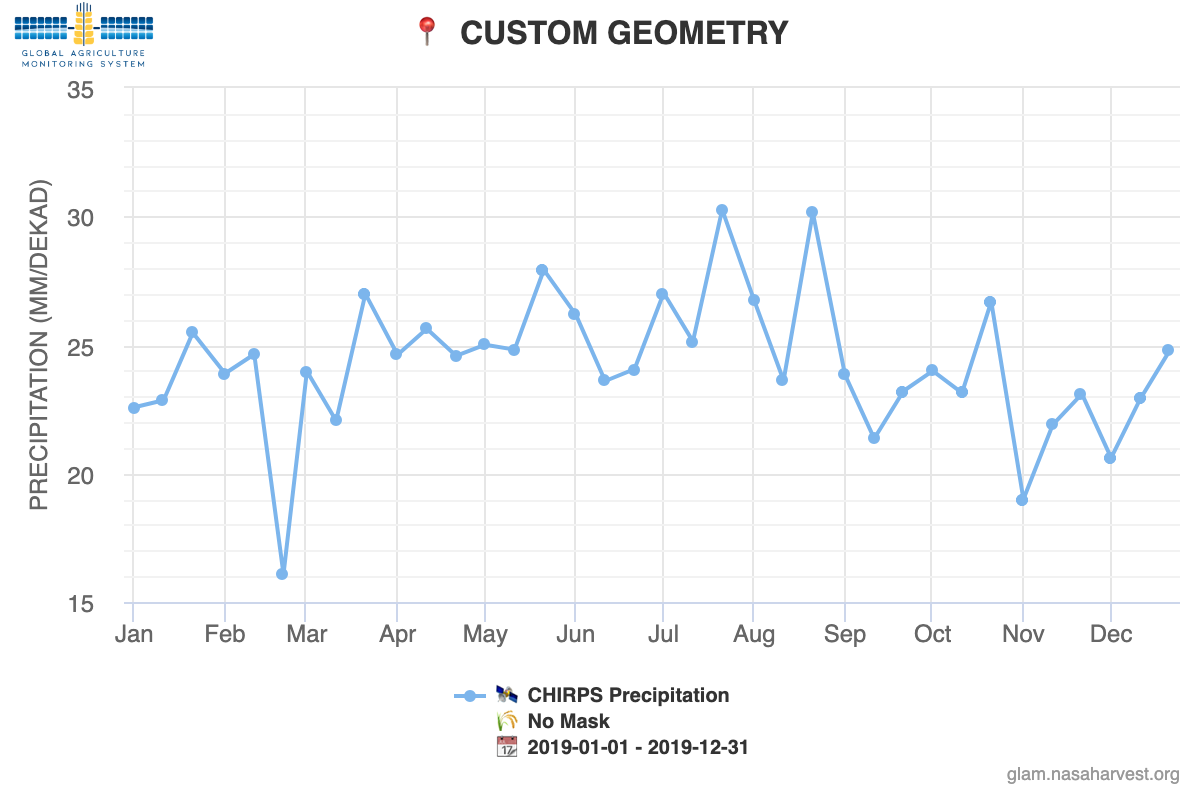 GLOBAL AGRICULTURE
MONITORING SYSTEM
CUSTOM GEOMETRY
PRECIPITATION (MM/DEKAD)
35
30
25
20
15
Jan Feb Mar Apr May Jun Jul Aug Sep Oct Nov Dec
CHIRPS Precipitation
No Mask
17
2019-01-01 - 2019-12-31
glam.nasaharvest.org